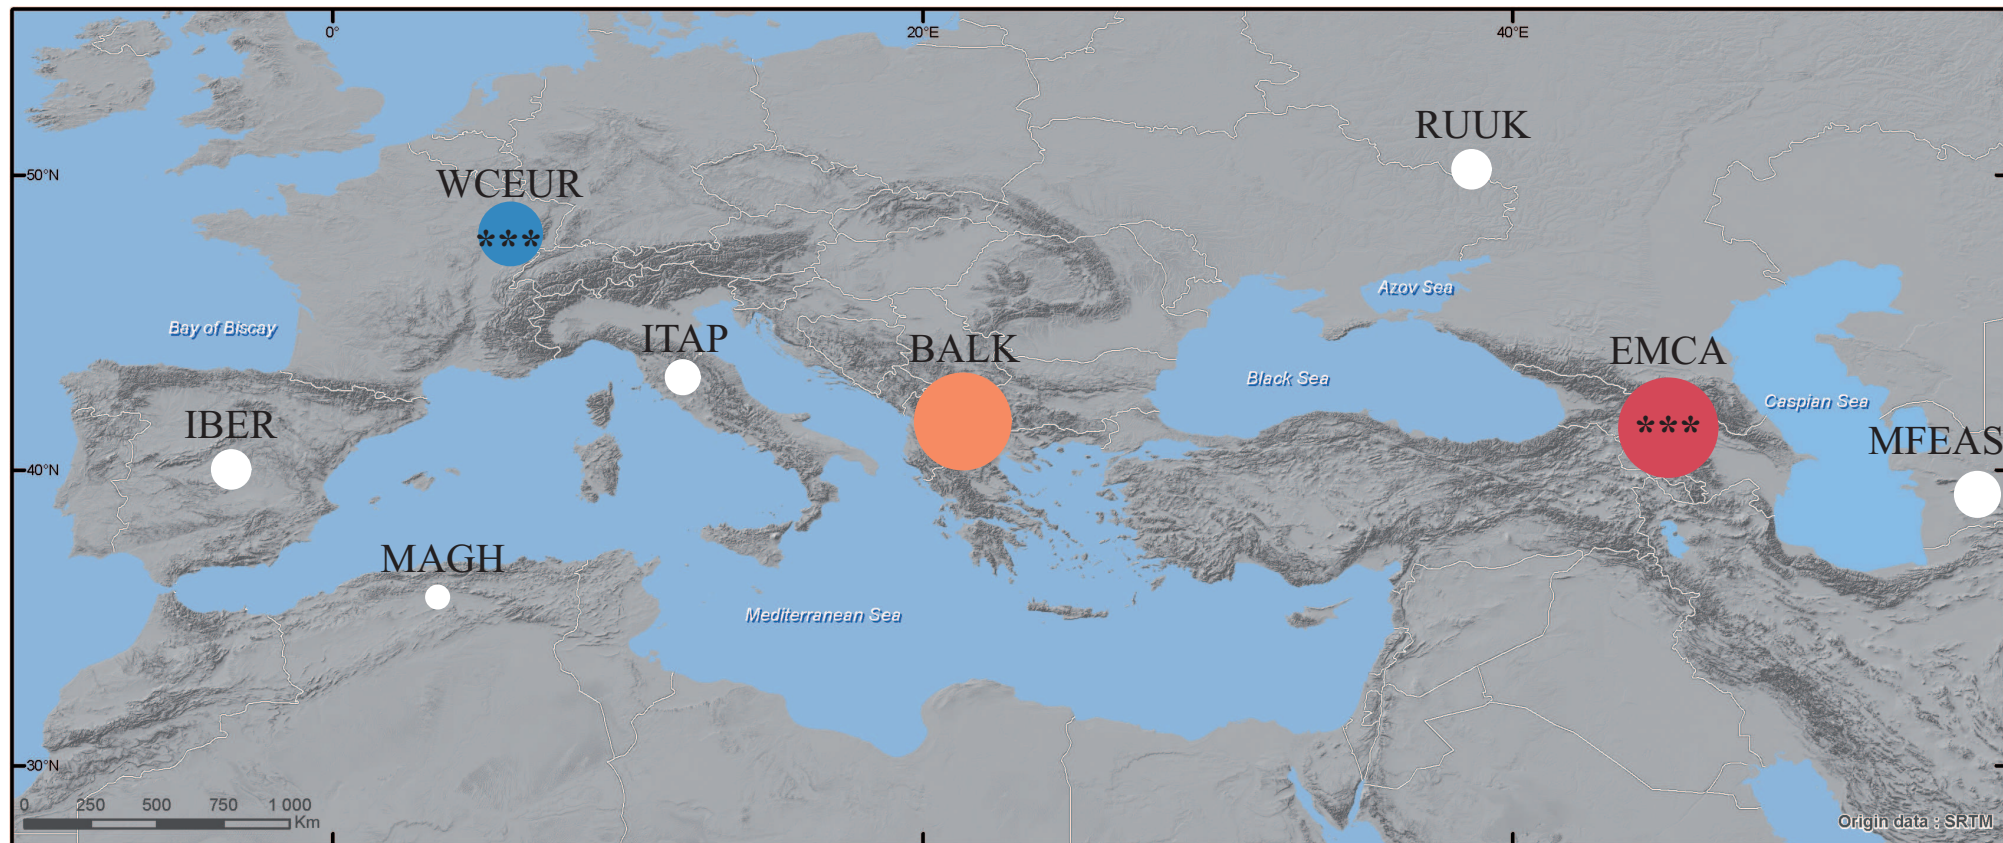 0°
20°E
40°E
RUUK
50°N
WCEUR
***
Azov Sea
Bay of Biscay
ITAP
BALK
EMCA
Black Sea
Caspian Sea
IBER
***
MFEAS
40°N
MAGH
Mediterranean Sea
30°N
0 250 500 750 1 000
Km
Origin data : SRTM